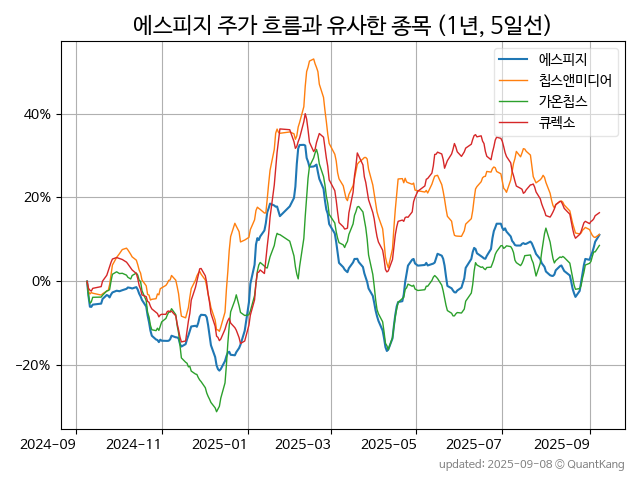 에스피지 주가 흐름과 유사한 종목 (1년, 5일선)
에스피지
칩스앤미디어
가온칩스
큐렉소
40%
20%
0%
−20%
2024−09 2024−11 2025−01 2025−03 2025−05 2025−07 2025−09
updated: 2025-09-08 © QuantKang